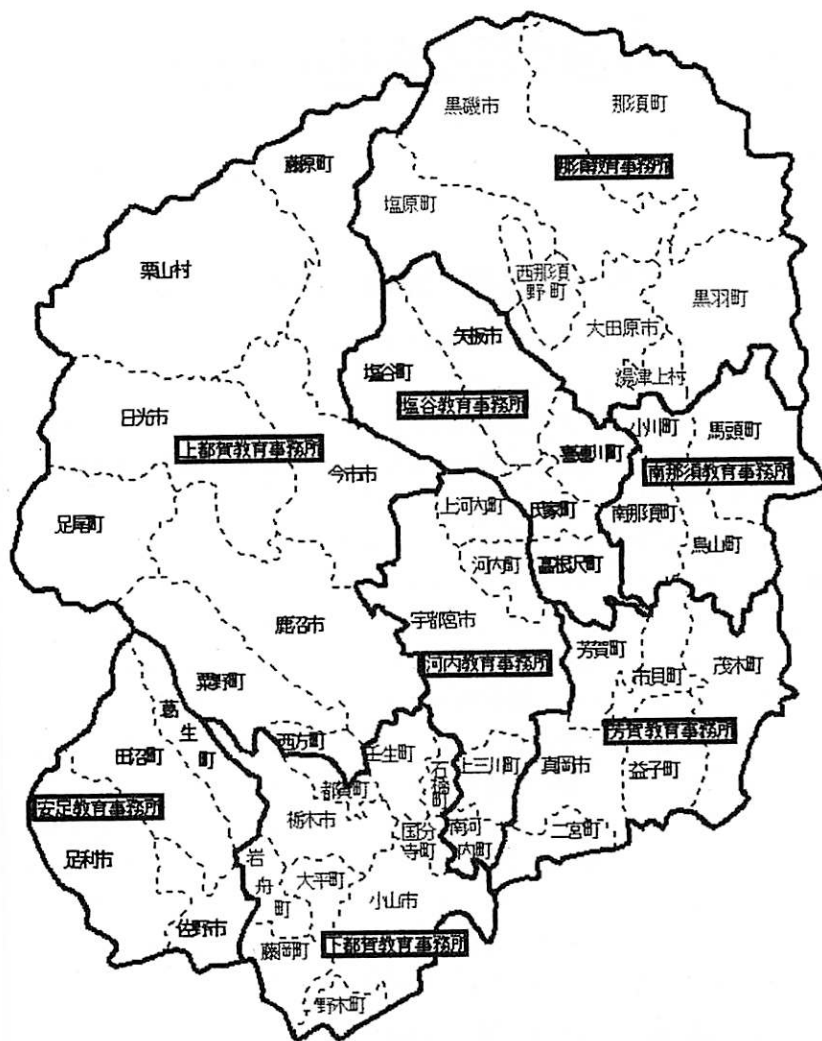 黒磯市
那須町
藤原町
那須教育事務所
塩原町
栗山村
西那須
野町
黒羽町
大田原市
矢板市
塩谷町
湯津上村
塩谷教育事務所
小川町
馬頭町
日光市
上都賀教育事務所
喜連川町
南那須教育事務所
今市市
上河内町
足尾町
氏家町
南那須町
烏山町
河内町
高根沢町
鹿沼市
宇都宮市
芳賀町
河内教育事務所
市貝町
茂木町
粟野町
葛
生
町
芳賀教育事務所
田沼町
西方町
壬生町
石橋町
上三川町
真岡市
益子町
都賀町
安足教育事務所
栃木市
国分
寺町
南河
内町
二宮町
足利市
岩
舟
町
大平町
小山市
佐野市
藤岡町
下都賀教育事務所
野木町